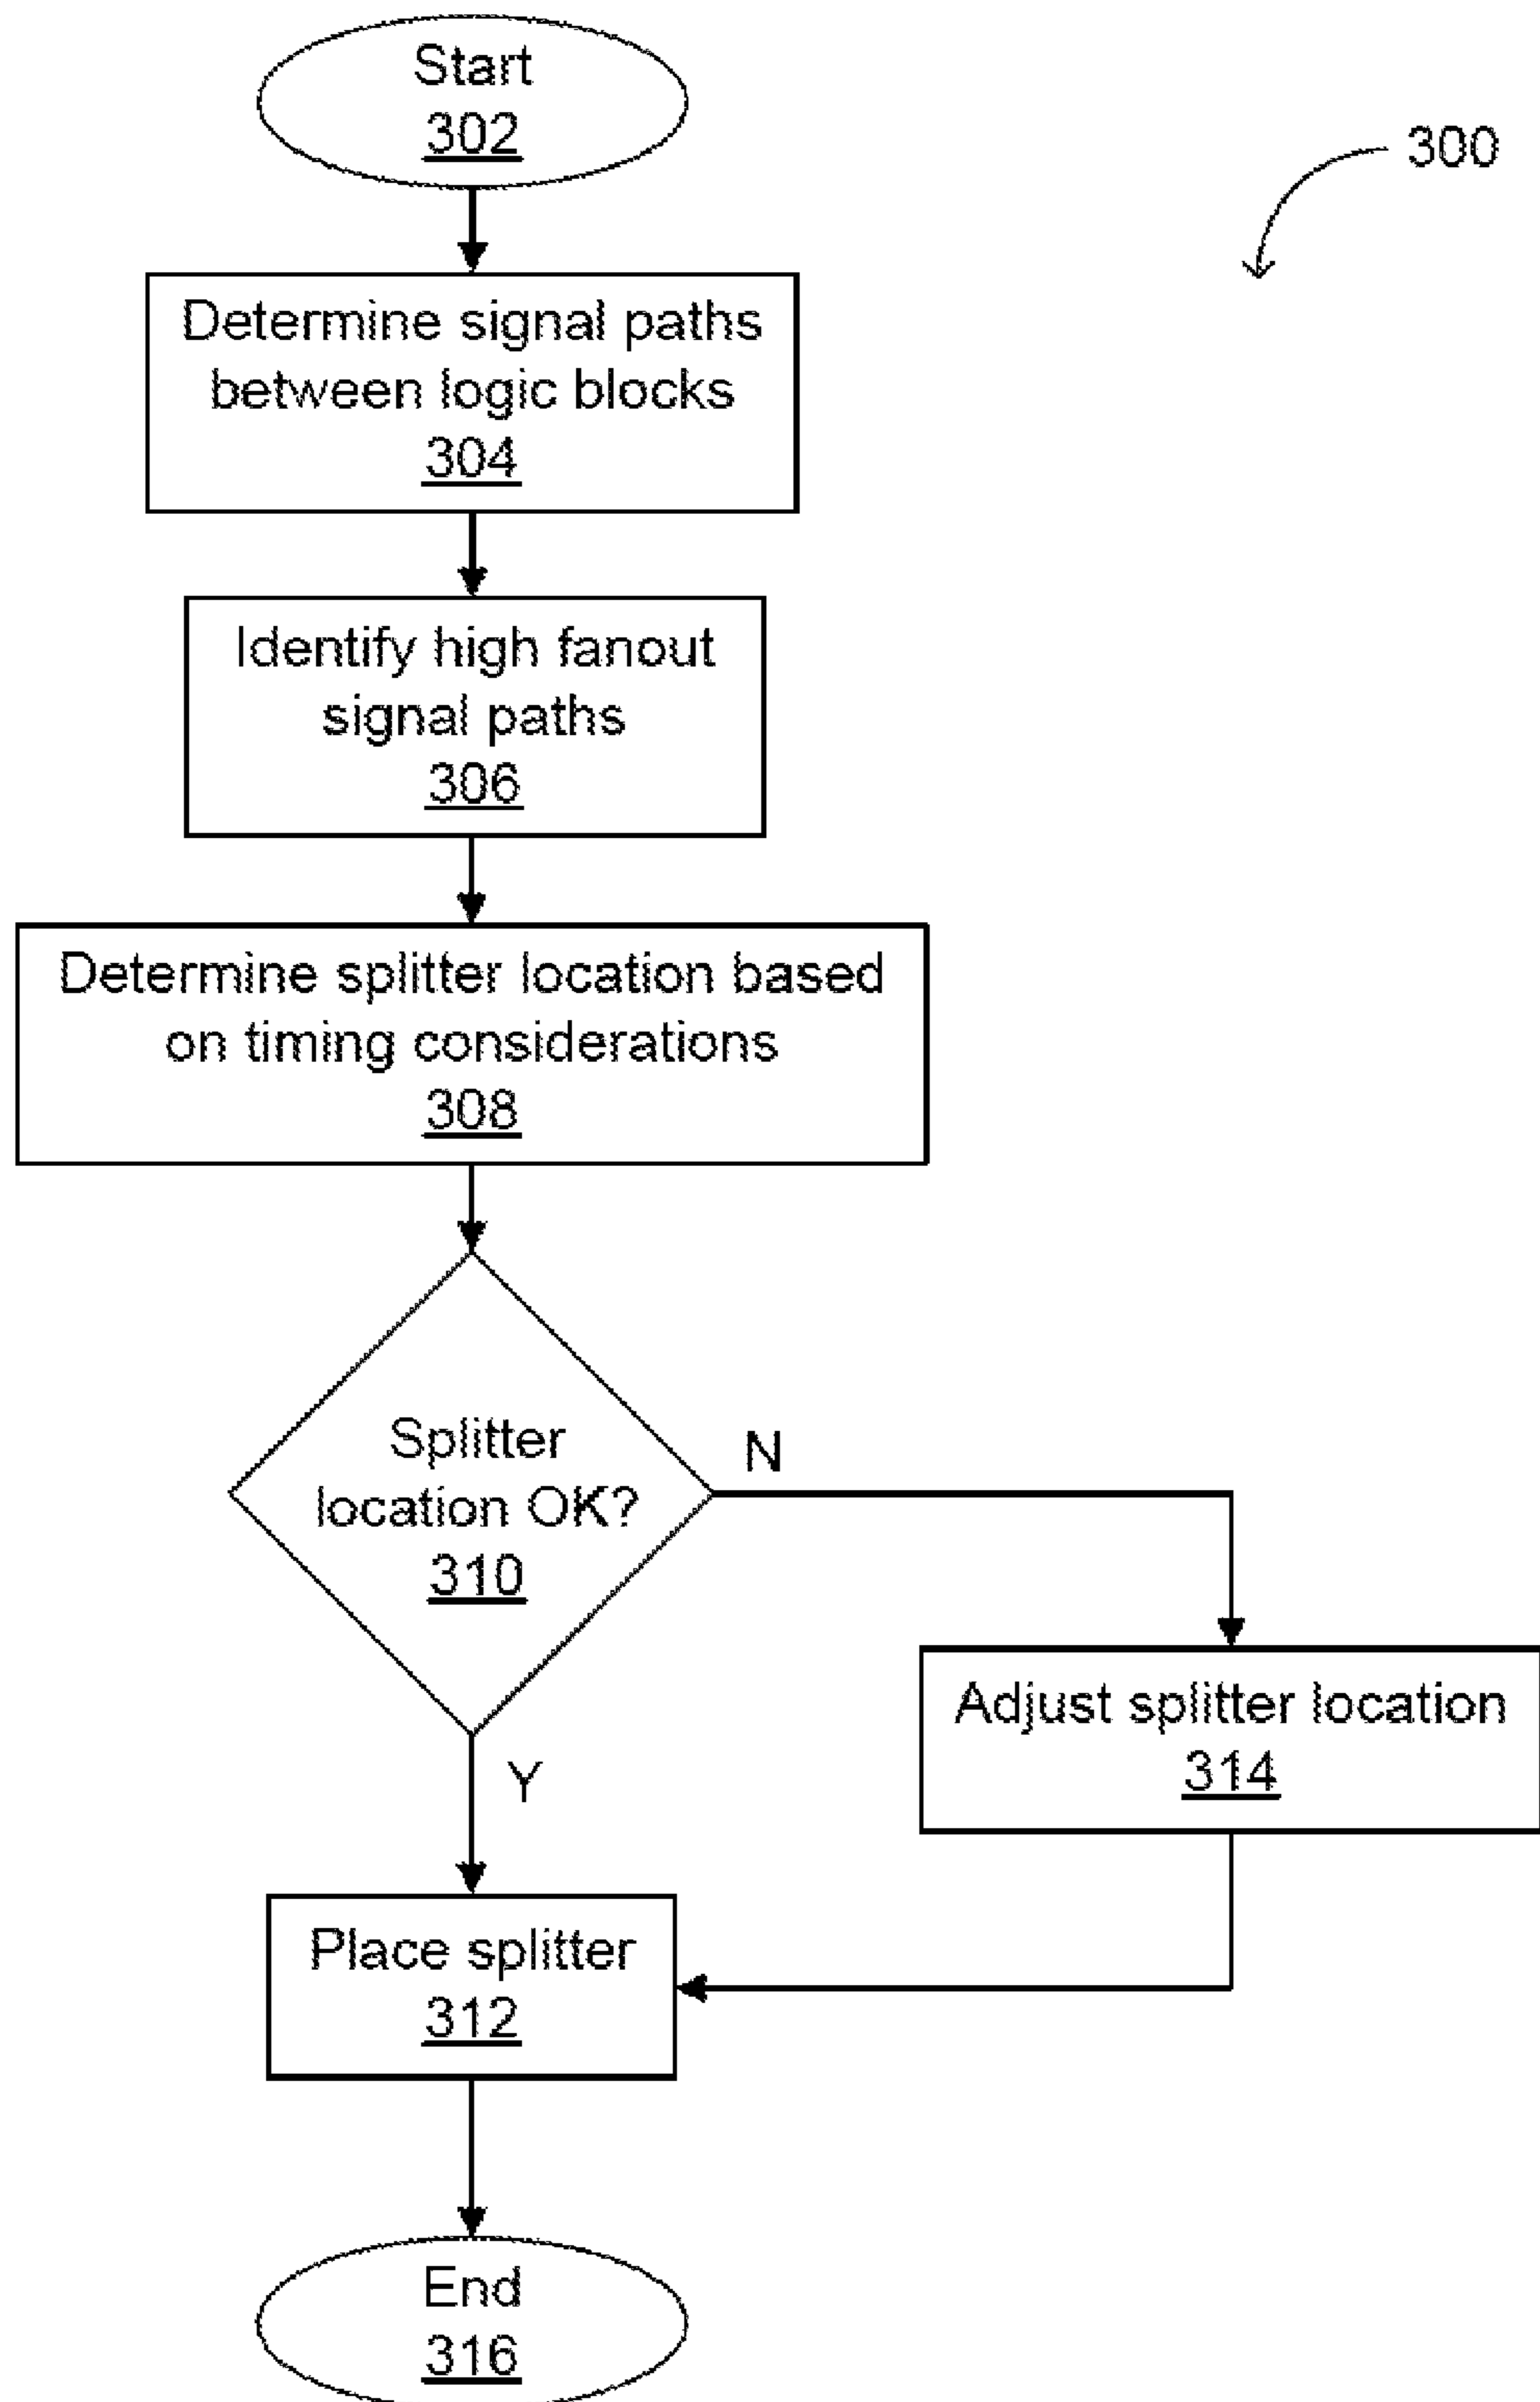 Start
302
300
Determine signal paths
between logic blocks
304
Identify high fanout
signal paths
306
Determine splitter location based
on timing considerations
308
Splitter
location OK?
310
N
Y
Adjust splitter location
314
Place splitter
312
End
316